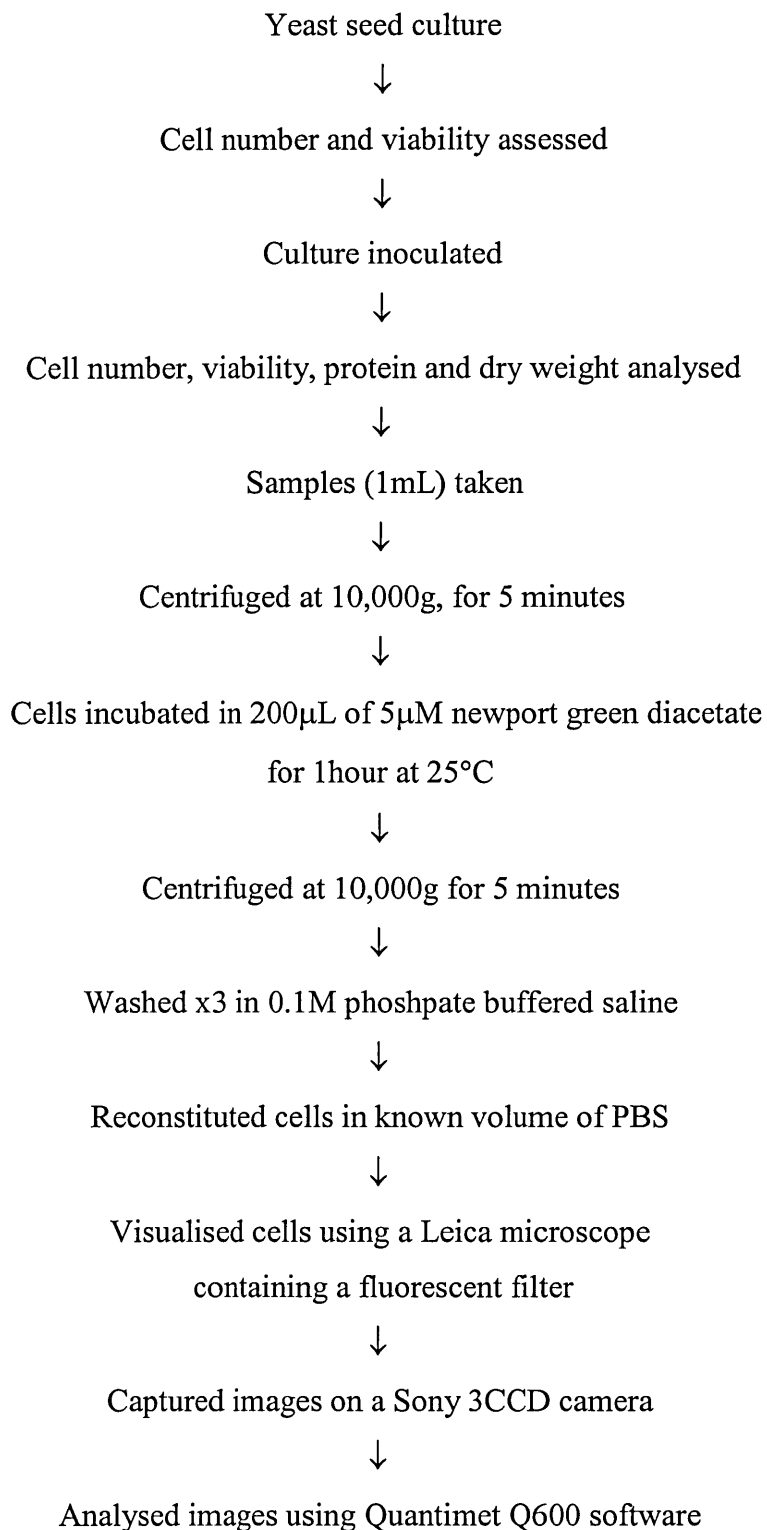 Yeast seed culture
↓
Cell number and viability assessed
↓
Culture inoculated
↓
Cell number, viability, protein and dry weight analysed
↓
Samples (1mL) taken
↓
Centrifuged at 10,000g, for 5 minutes
↓
Cells incubated in 200μL of 5μM newport green diacetate
for 1hour at 25°C
↓
Centrifuged at 10,000g for 5 minutes
↓
Washed x3 in 0.1M phoshpate buffered saline
↓
Reconstituted cells in known volume of PBS
↓
Visualised cells using a Leica microscope
containing a fluorescent filter
↓
Captured images on a Sony 3CCD camera
↓
Analysed images using Quantimet Q600 software